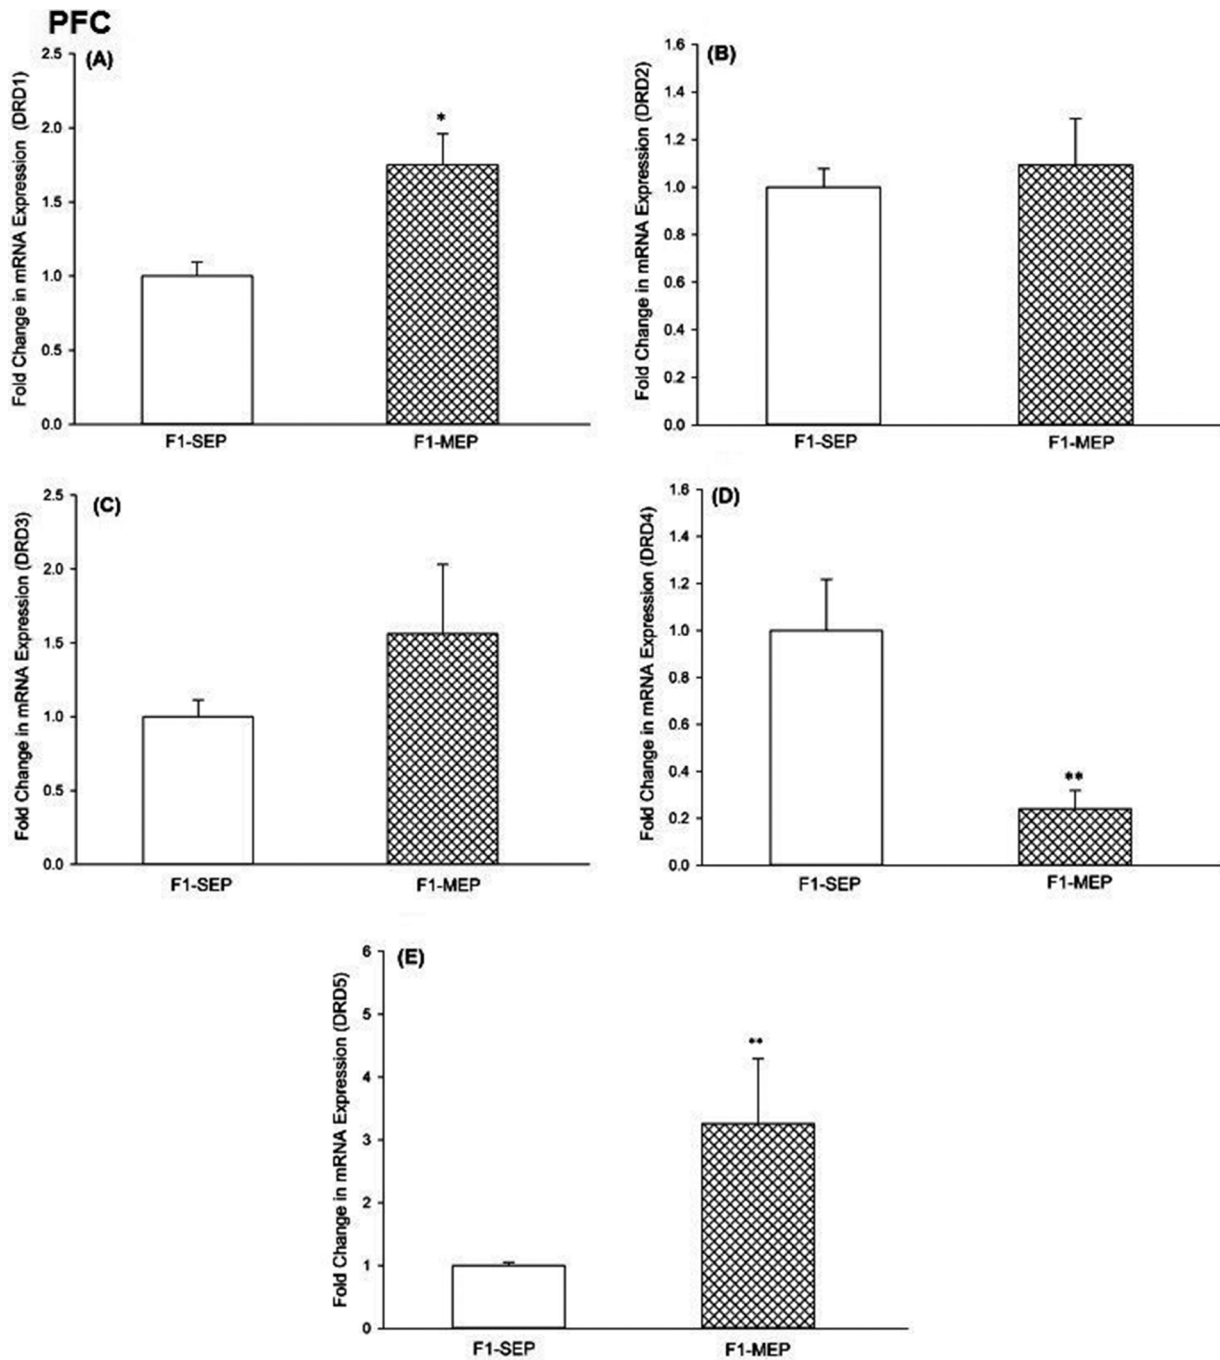 PFC
(A)
Fold Change in mRNA Expression (DRD1)
2.5
2.0
1.5
1.0
0.5
0.0
*
F1-SEP
F1-MEP
(B)
Fold Change in mRNA Expression (DRD2)
1.6
1.4
1.2
1.0
0.8
0.6
0.4
0.2
0.0
F1-SEP
F1-MEP
(C)
Fold Change in mRNA Expression (DRD3)
2.5
2.0
1.5
1.0
0.5
0.0
F1-SEP
F1-MEP
(D)
Fold Change in mRNA Expression (DRD4)
1.6
1.4
1.2
1.0
0.8
0.6
0.4
0.2
0.0
**
F1-SEP
F1-MEP
(E)
Fold Change in mRNA Expression (DRD5)
6
5
4
3
2
1
0
**
F1-SEP
F1-MEP